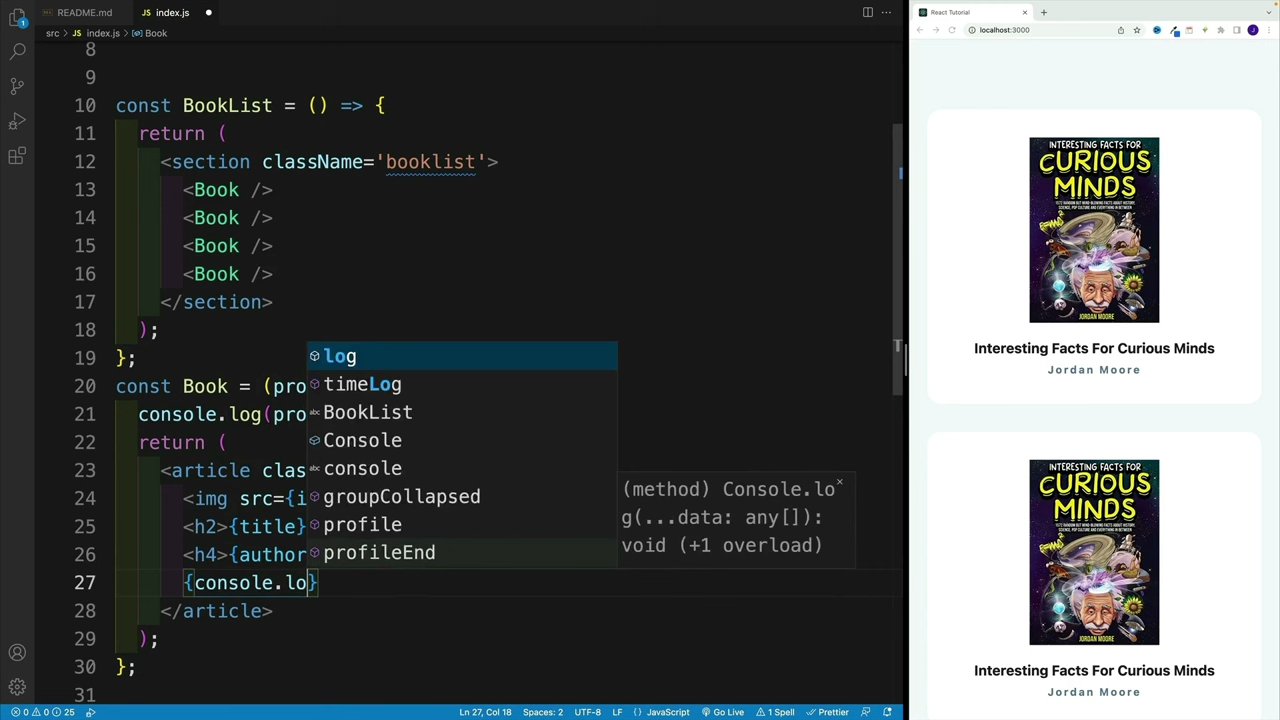 README.md
JS index.js
React Tutorial
src > JS index.js > Book
localhost:3000
J
1
8
9
10 const BookList = () => {
11 return (
12 <section className='booklist'>
13 <Book />
14 <Book />
15 <Book />
16 <Book />
17 </section>
18 );
19 };
20 const Book = (pro
21 console.log(pro
22 return (
23 <article clas
24 <img src={i
25 <h2>{title}
26 <h4>{author
27 {console.lo}
28 </article>
29 );
30 };
31
log
timeLog
BookList
Console
console
groupCollapsed
profile
profileEnd
(method) Console.lo
g(...data: any[]):
void (+1 overload)
INTERESTING FACTS FOR
CURIOUS
MINDS
JORDAN MOORE
Interesting Facts For Curious Minds
Jordan Moore
INTERESTING FACTS FOR
CURIOUS
MINDS
JORDAN MOORE
Interesting Facts For Curious Minds
Jordan Moore
0 0 25
Ln 27, Col 18 Spaces: 2 UTF-8 LF { } JavaScript Go Live 1 Spell Prettier